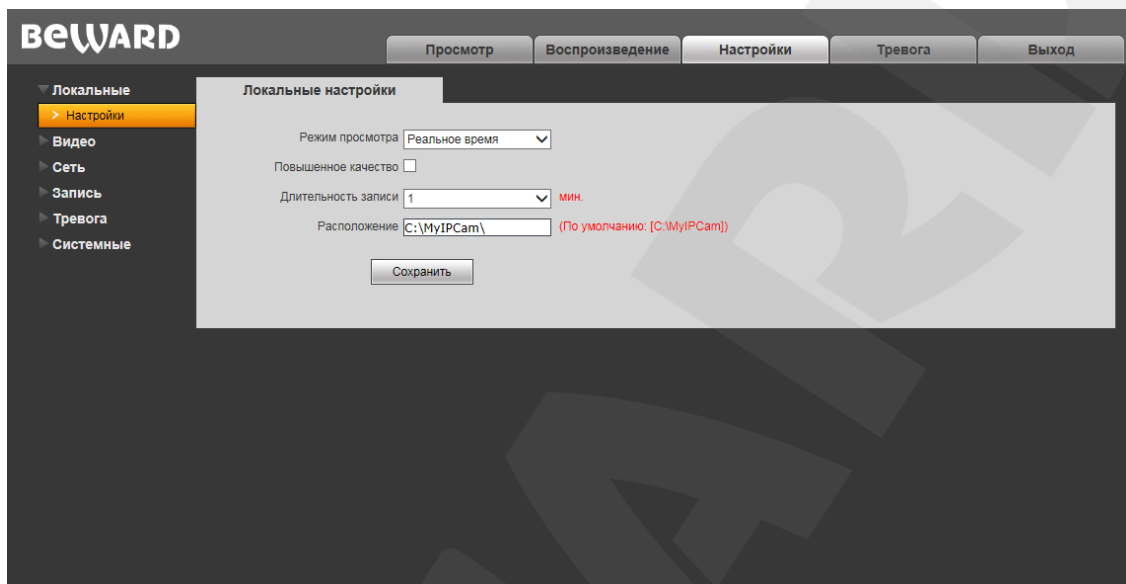 BEWARD
Просмотр Воспроизведение Настройки Тревога Выход
Локальные
> Настройки
Видео
Сеть
Запись
Тревога
Системные
Локальные настройки
Режим просмотра Реальное время
Повышенное качество
Длительность записи 1 мин.
Расположение C:\MyIPCam\ (По умолчанию: [C:\MyIPCam])
Сохранить